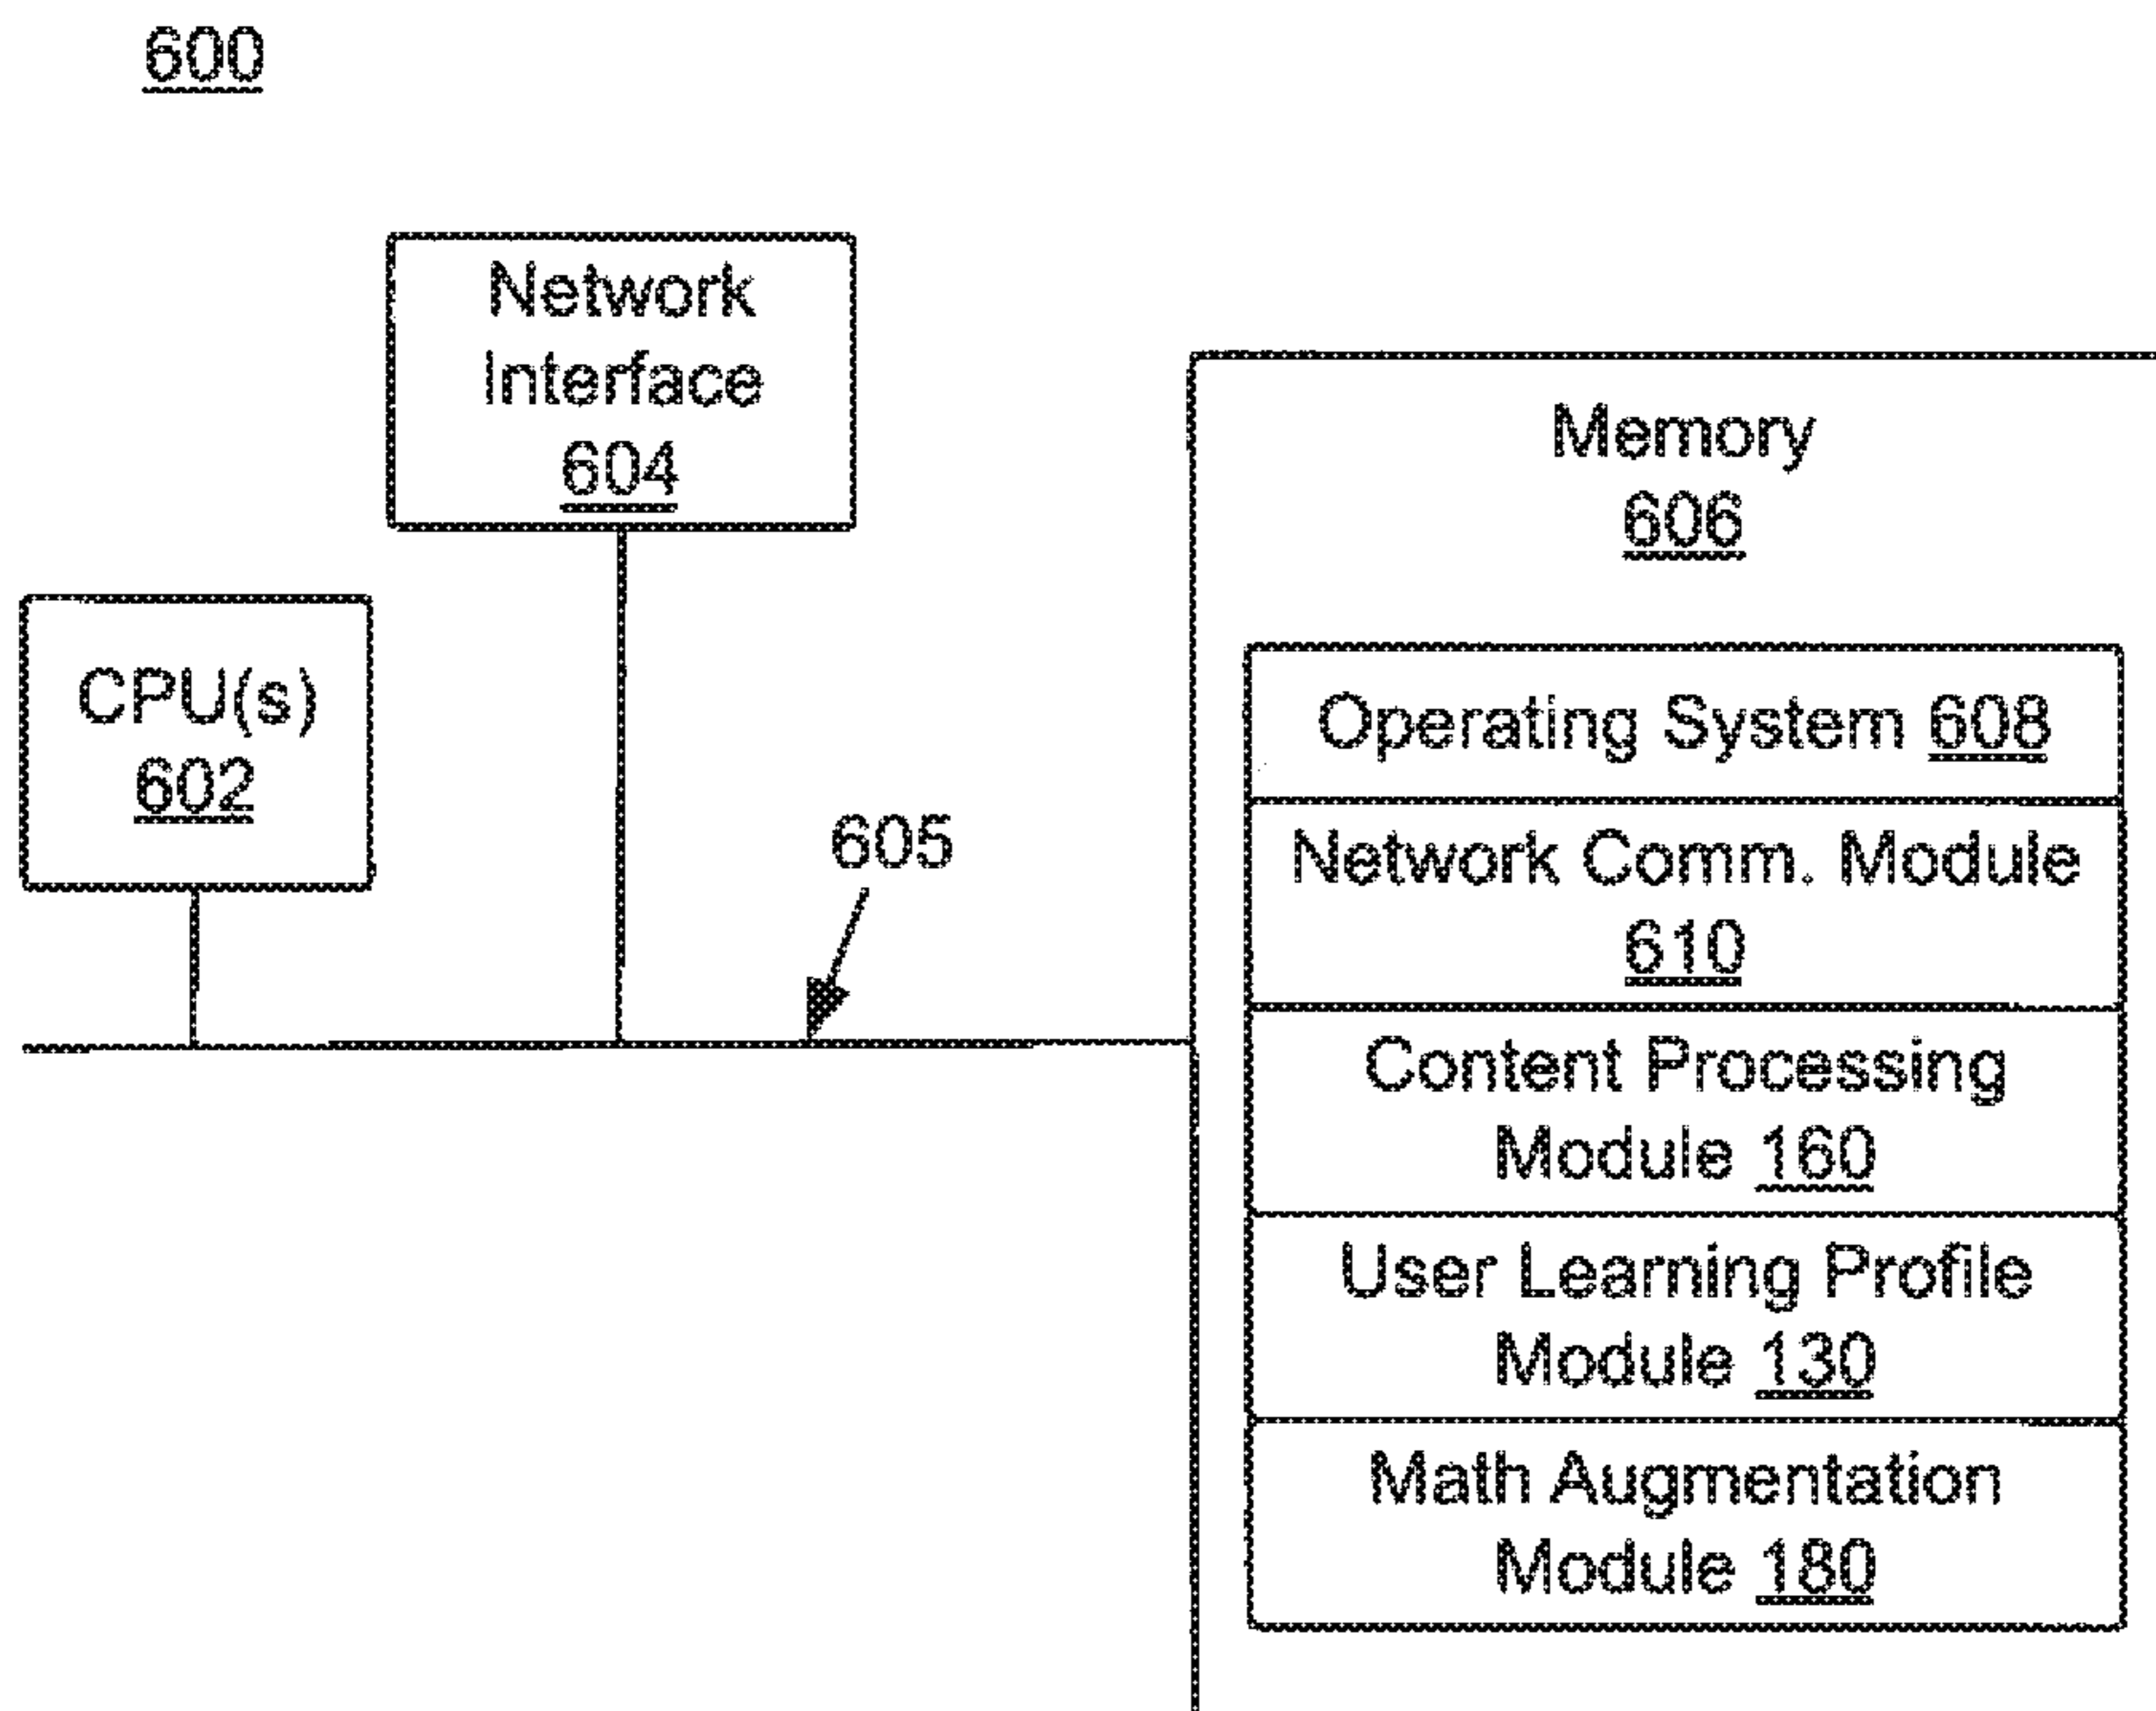 600
Network
Interface
604
Memory
606
CPU(s)
602
Operating System 608
605
Network Comm. Module
610
Content Processing
Module 160
User Learning Profile
Module 130
Math Augmentation
Module 180